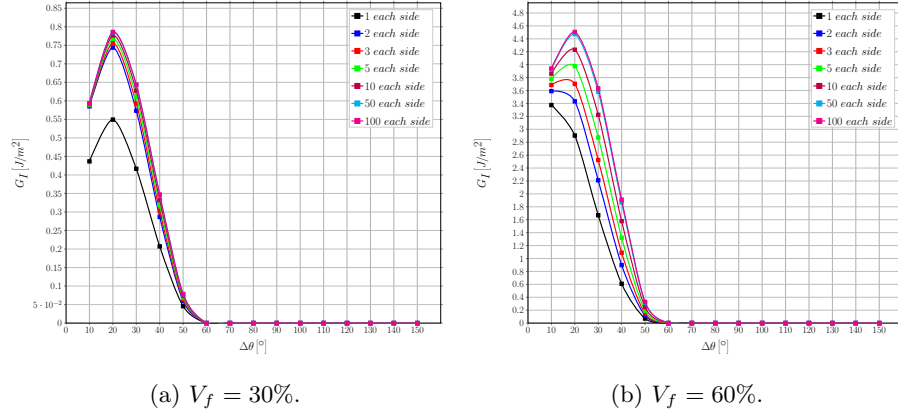 0.85
0.8
0.75
0.7
0.65
0.6
0.55
0.5
0.45
0.4
0.35
0.3
0.25
0.2
0.15
0.1
5 · 10⁻²
0
G_I [J/m²]
0 10 20 30 40 50 60 70 80 90 100 110 120 130 140 150
Δθ [°]
1 each side
2 each side
3 each side
5 each side
10 each side
50 each side
100 each side
(a) V_f = 30%.
4.8
4.6
4.4
4.2
4
3.8
3.6
3.4
3.2
3
2.8
2.6
2.4
2.2
2
1.8
1.6
1.4
1.2
1
0.8
0.6
0.4
0.2
0
G_I [J/m²]
0 10 20 30 40 50 60 70 80 90 100 110 120 130 140 150
Δθ [°]
1 each side
2 each side
3 each side
5 each side
10 each side
50 each side
100 each side
(b) V_f = 60%.